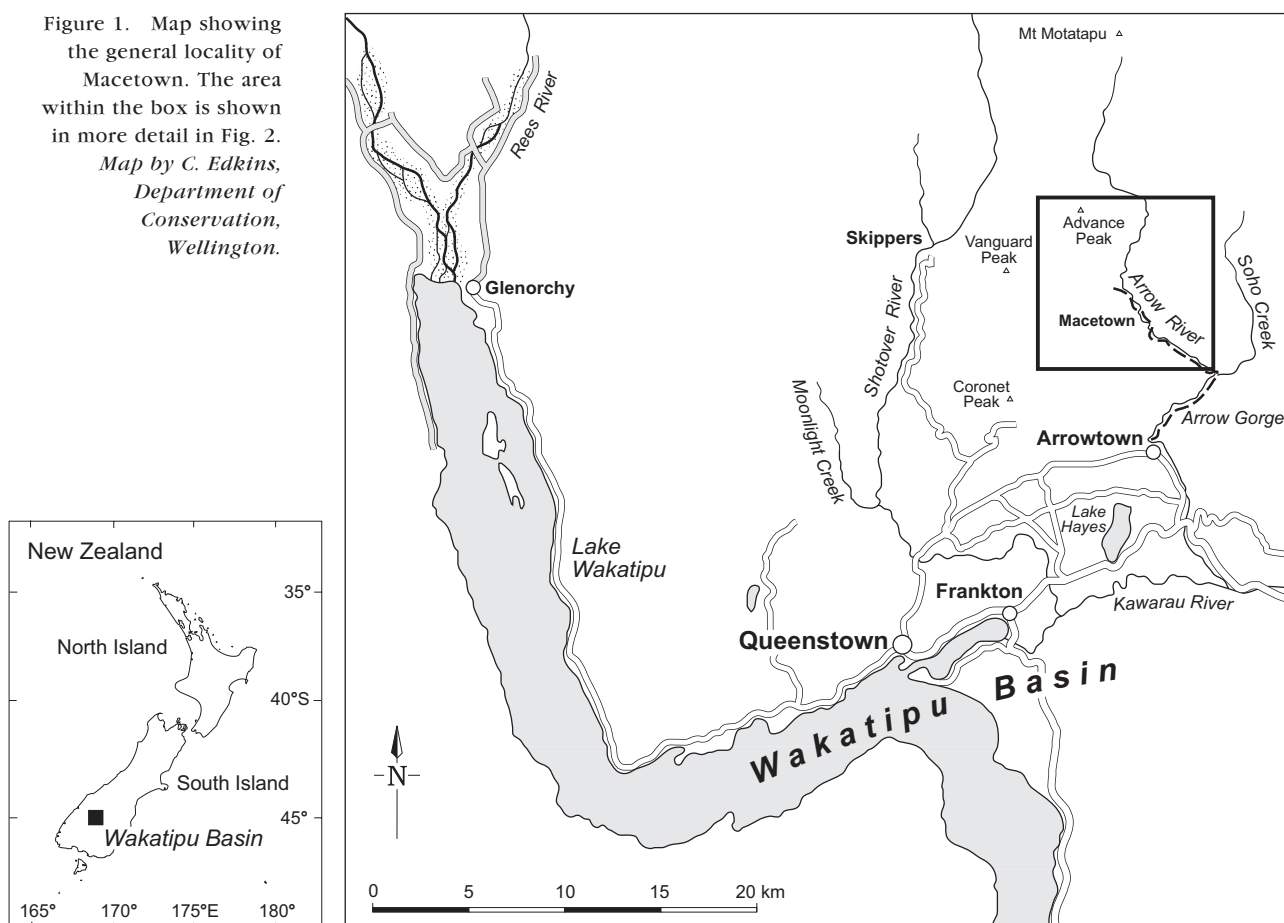 Figure 1. Map showing
the general locality of
Macetown. The area
within the box is shown
in more detail in Fig. 2.
Map by C. Edkins,
Department of
Conservation,
Wellington.
Mt Motatapu
Rees River
Advance
Peak
Skippers
Vanguard
Peak
Soho Creek
Glenorchy
Shotover River
Arrow River
Macetown
Moonlight Creek
Coronet
Peak
Arrow Gorge
Arrowtown
Lake
Hayes
Lake
Wakatipu
Frankton
Kawarau River
Queenstown
Wakatipu Basin
N
0 5 10 15 20 km
New Zealand
35°
North Island
40°S
South Island
45°
Wakatipu Basin
165° 170° 175°E 180°